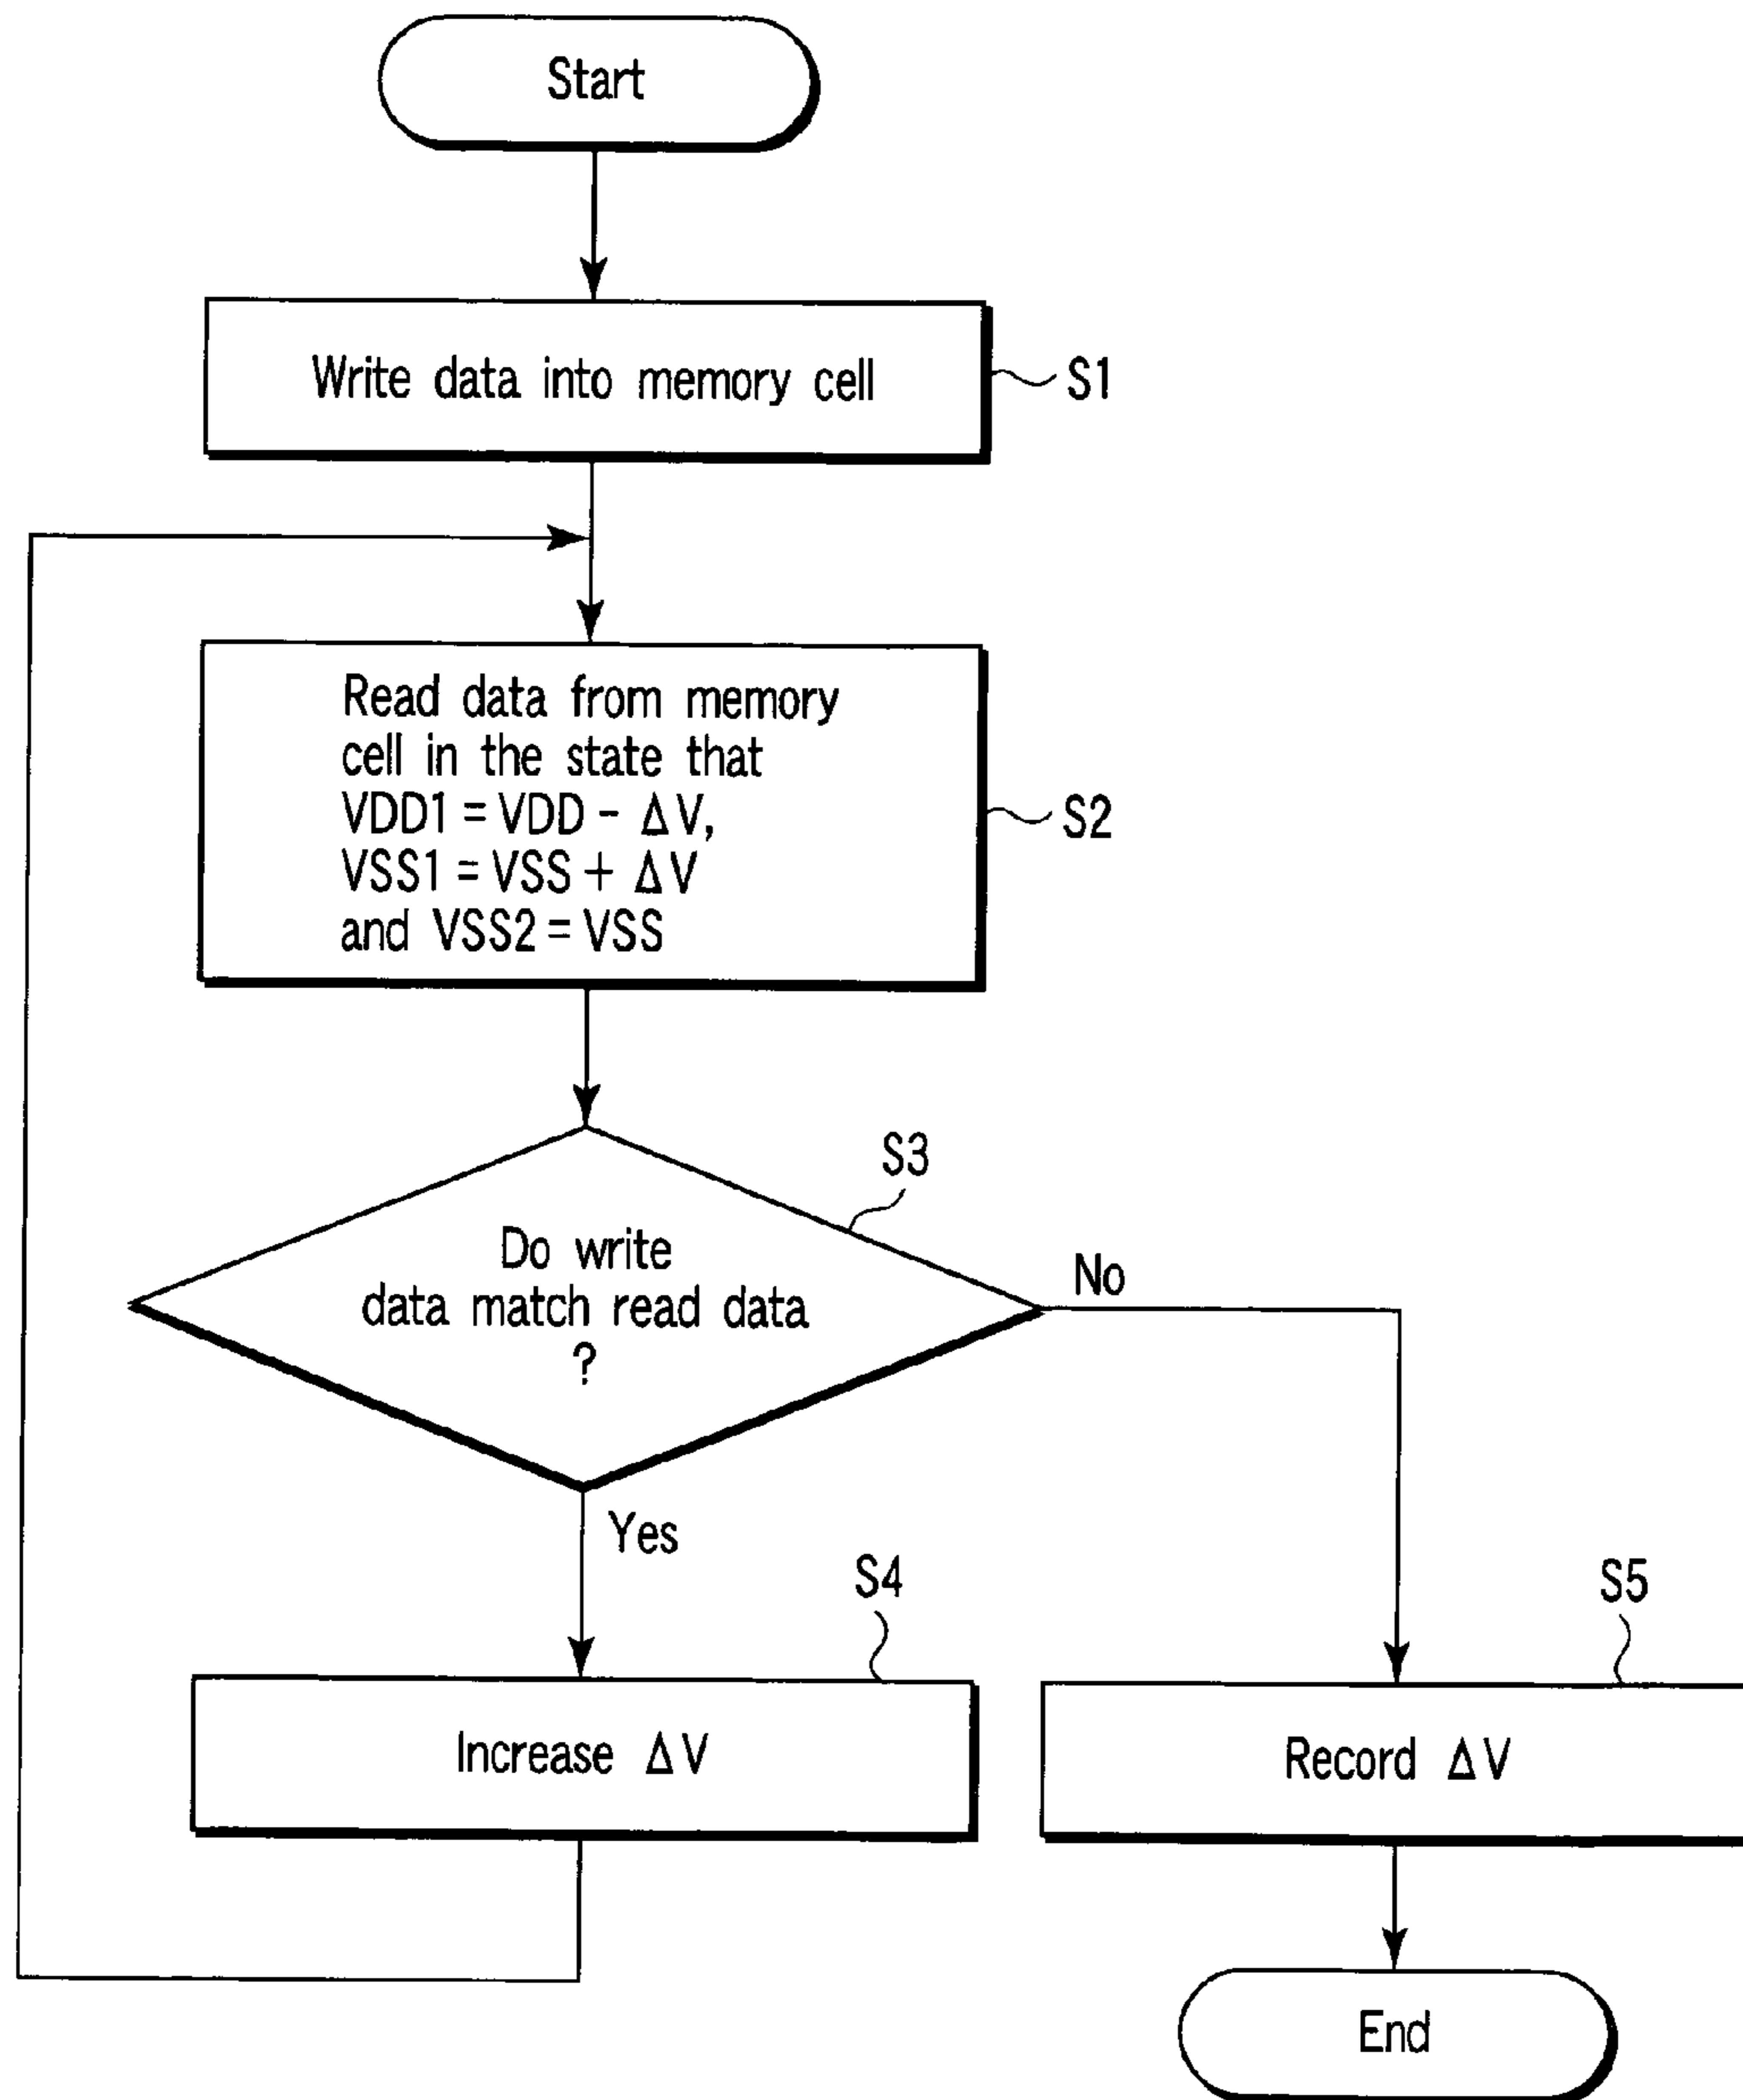 Start
Write data into memory cell
S1
Read data from memory
cell in the state that
VDD1 = VDD - ΔV,
VSS1 = VSS + ΔV
and VSS2 = VSS
S2
S3
Do write
data match read data
?
No
Yes
S4
S5
Increase ΔV
Record ΔV
End